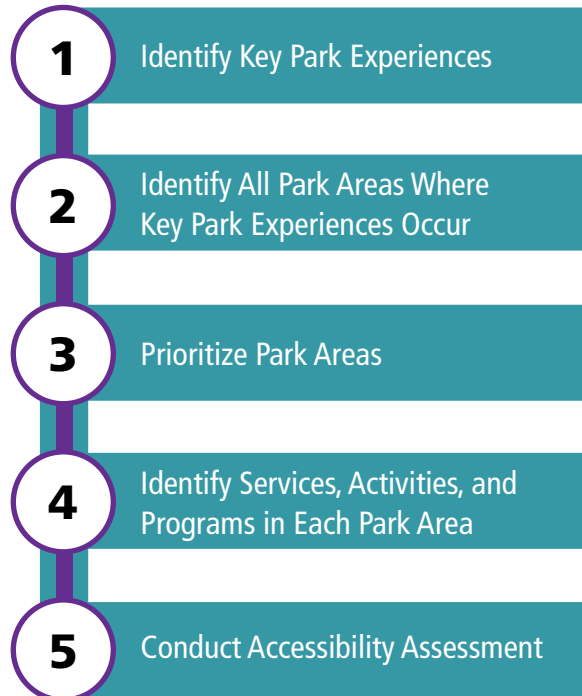 1
Identify Key Park Experiences
2
Identify All Park Areas Where
Key Park Experiences Occur
3
Prioritize Park Areas
4
Identify Services, Activities, and
Programs in Each Park Area
5
Conduct Accessibility Assessment